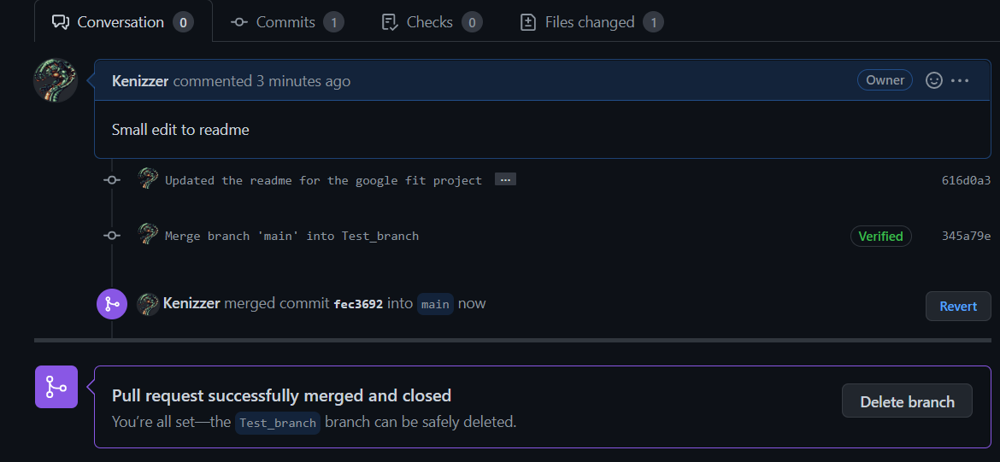 Conversation 0 Commits 1 Checks 0 Files changed 1
Kenizzer commented 3 minutes ago Owner
Small edit to readme
Updated the readme for the google fit project ... 616d0a3
Merge branch 'main' into Test_branch Verified 345a79e
Kenizzer merged commit fec3692 into main now Revert
Pull request successfully merged and closed
You're all set—the Test_branch branch can be safely deleted.
Delete branch